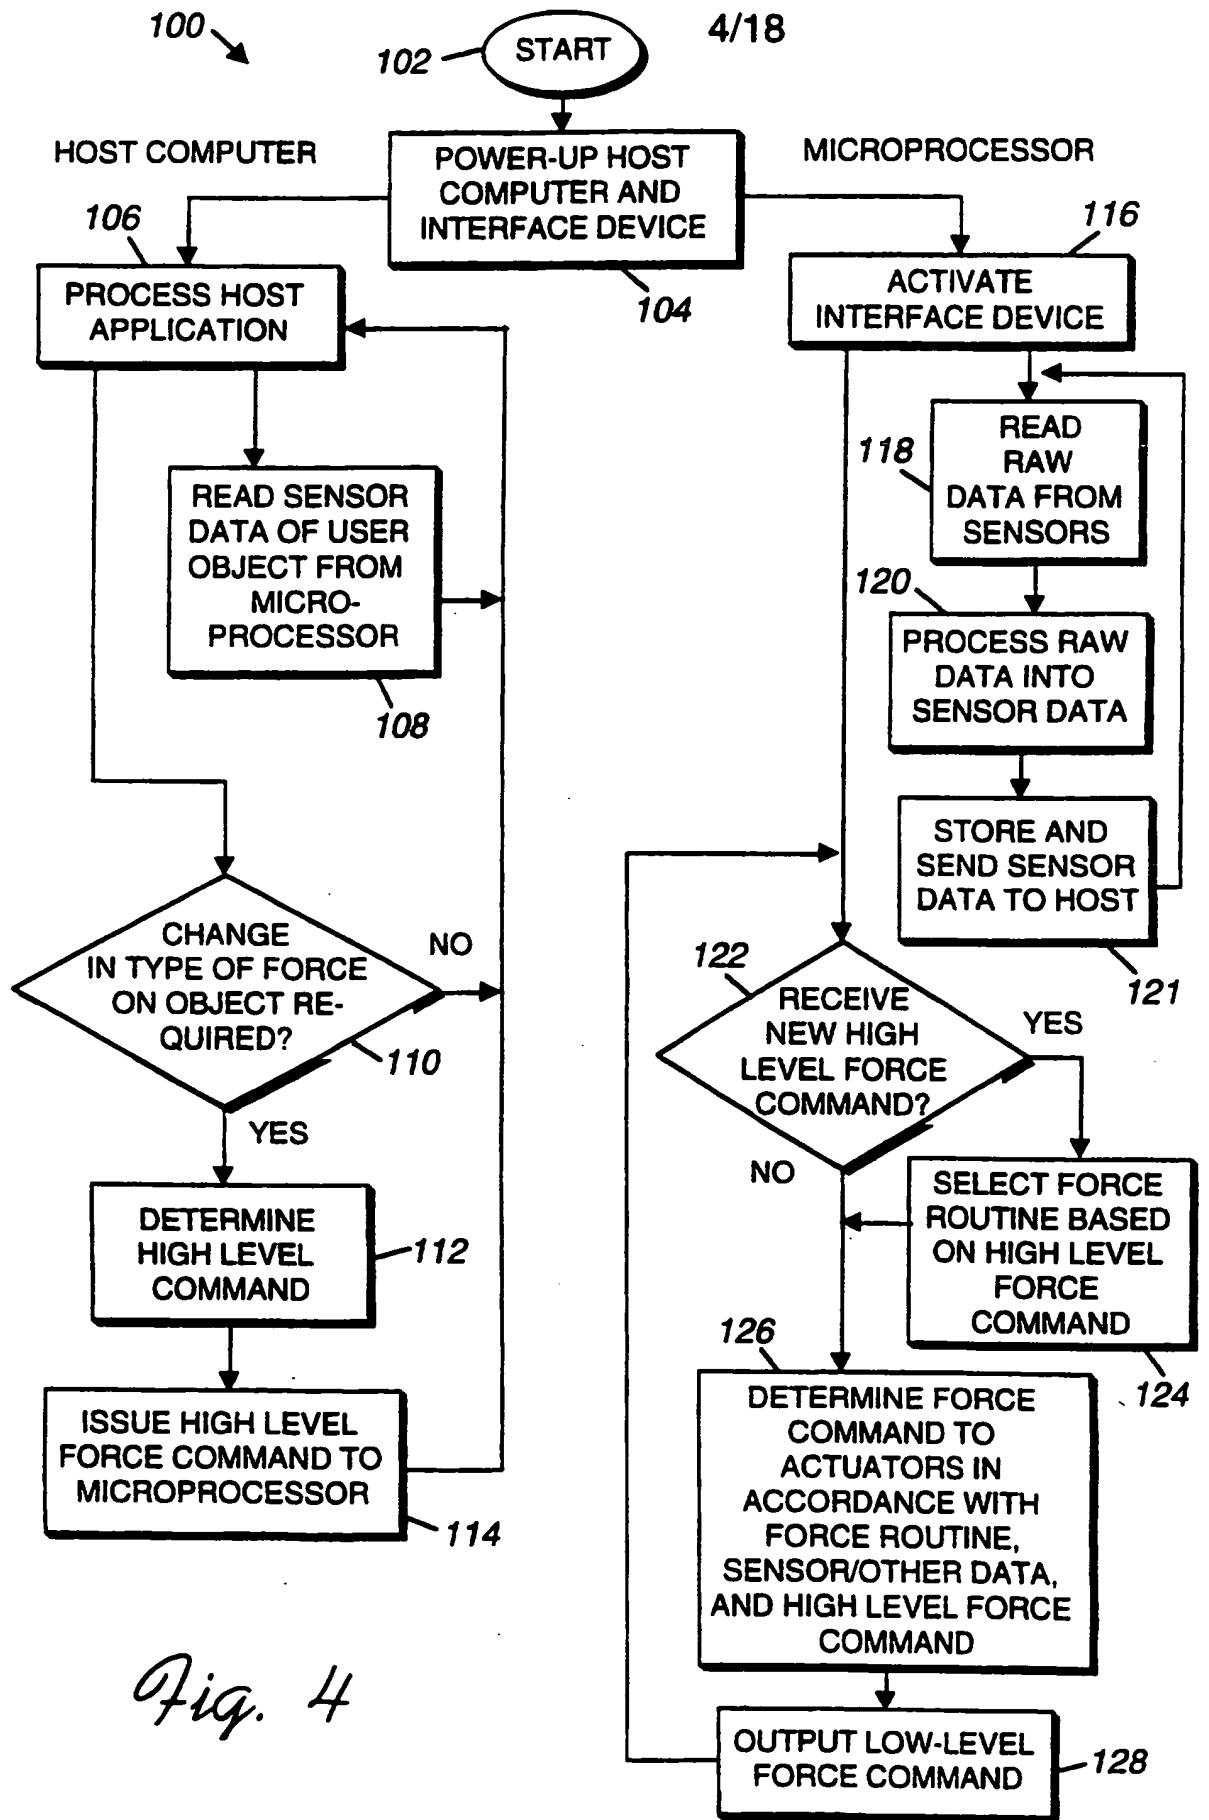 100
4/18
102
START
HOST COMPUTER
MICROPROCESSOR
POWER-UP HOST
COMPUTER AND
INTERFACE DEVICE
104
106
PROCESS HOST
APPLICATION
READ SENSOR
DATA OF USER
OBJECT FROM
MICRO-
PROCESSOR
108
CHANGE
IN TYPE OF FORCE
ON OBJECT RE-
QUIRED?
110
NO
YES
DETERMINE
HIGH LEVEL
COMMAND
112
ISSUE HIGH LEVEL
FORCE COMMAND TO
MICROPROCESSOR
114
116
ACTIVATE
INTERFACE DEVICE
118
READ
RAW
DATA FROM
SENSORS
120
PROCESS RAW
DATA INTO
SENSOR DATA
STORE AND
SEND SENSOR
DATA TO HOST
121
122
RECEIVE
NEW HIGH
LEVEL FORCE
COMMAND?
YES
NO
SELECT FORCE
ROUTINE BASED
ON HIGH LEVEL
FORCE
COMMAND
124
126
DETERMINE FORCE
COMMAND TO
ACTUATORS IN
ACCORDANCE WITH
FORCE ROUTINE,
SENSOR/OTHER DATA,
AND HIGH LEVEL FORCE
COMMAND
OUTPUT LOW-LEVEL
FORCE COMMAND
128
Fig. 4